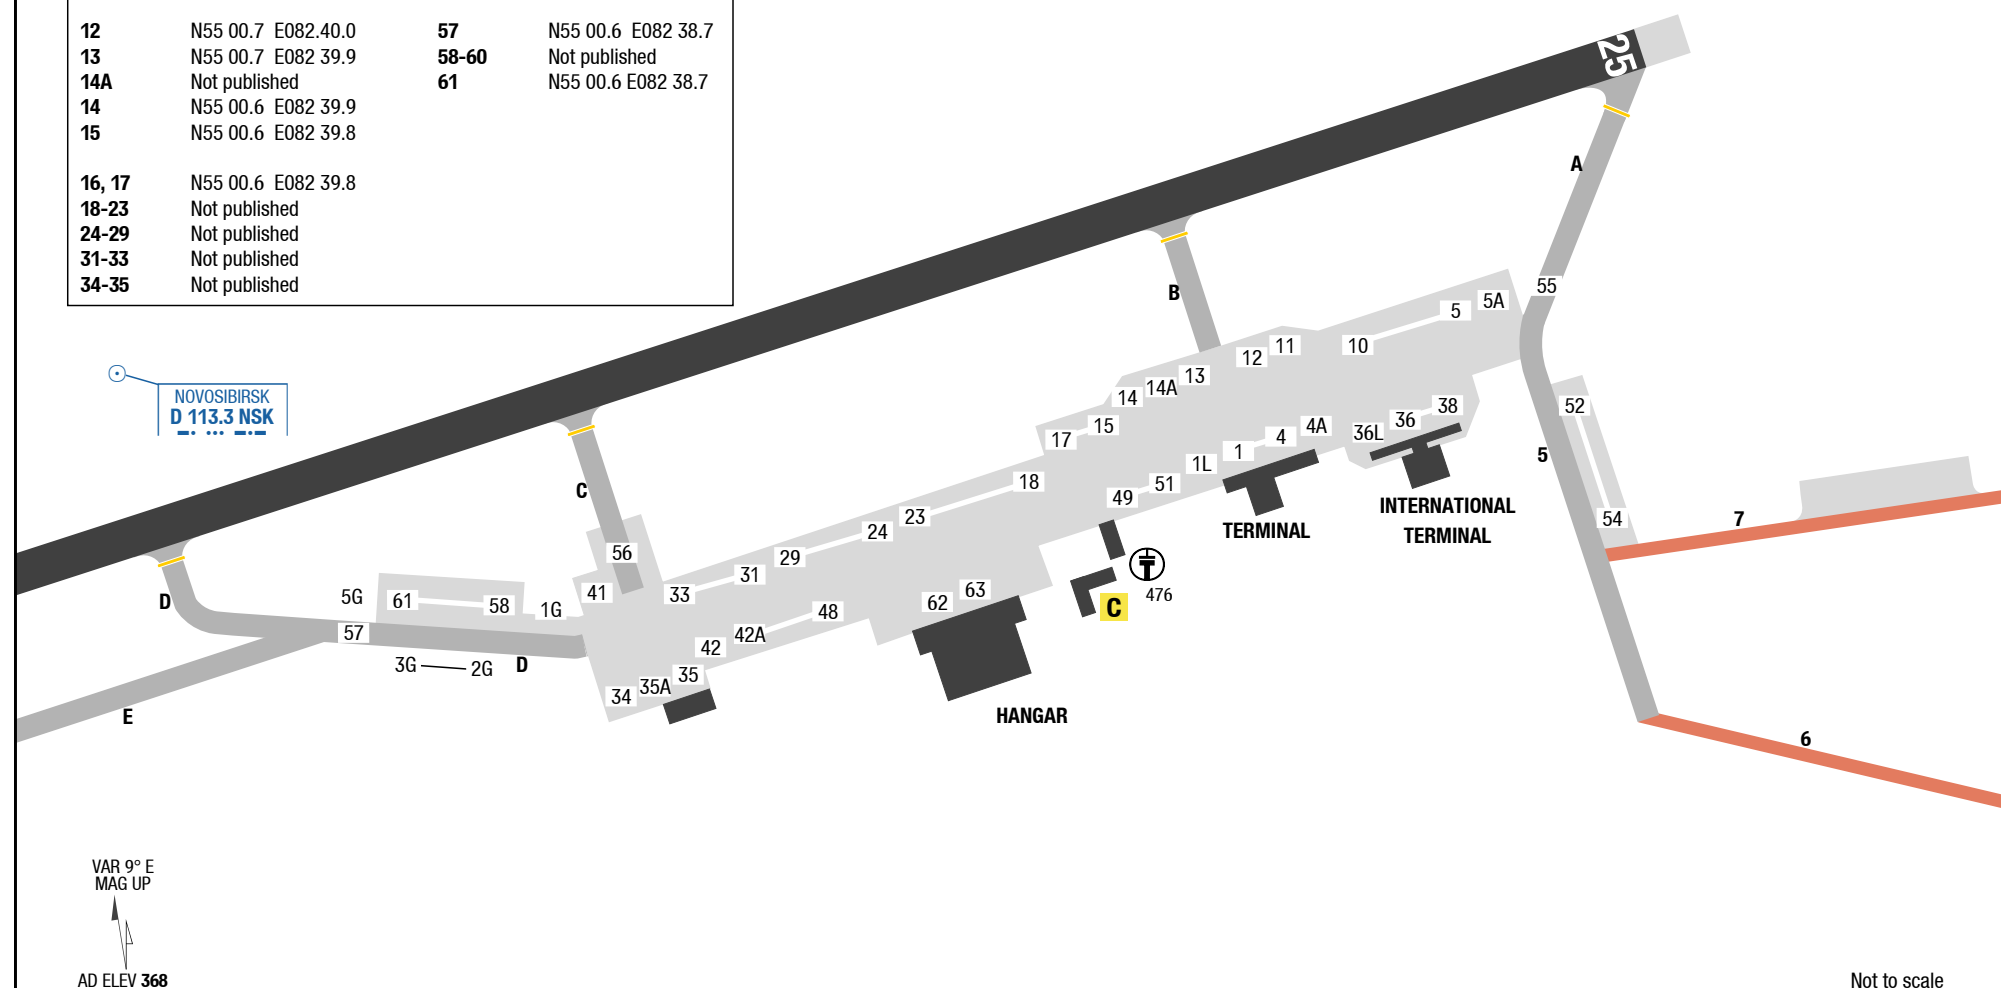 12 N55 00.7 E082.40.0 57 N55 00.6 E082 38.7
13 N55 00.7 E082 39.9 58-60 Not published
14A Not published 61 N55 00.6 E082 38.7
14 N55 00.6 E082 39.9
15 N55 00.6 E082 39.8
16, 17 N55 00.6 E082 39.8
18-23 Not published
24-29 Not published
31-33 Not published
34-35 Not published
25
A
B
55
5A
5
10
11
12
13
14A
14
15
17
NOVOSIBIRSK
D 113.3 NSK
38
36
36L
4A
4
1
1L
51
49
52
5
54
7
INTERNATIONAL
TERMINAL
TERMINAL
18
23
24
29
31
33
C
56
41
476
C
63
62
48
42A
42
35
35A
34
HANGAR
D
5G
61
58
1G
57
3G
2G
D
E
6
VAR 9° E
MAG UP
AD ELEV 368
Not to scale